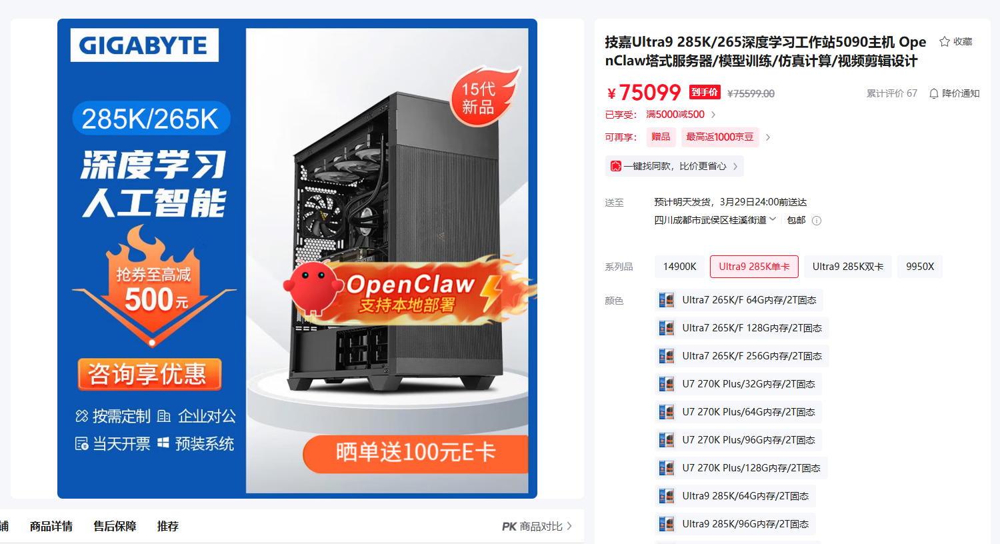 GIGABYTE
285K/265K
深度学习
人工智能
抢券至高减
500元
咨询享优惠
按需定制 企业对公
当天开票 预装系统
15代
新品
OpenClaw
支持本地部署
晒单送100元E卡
铺 商品详情 售后保障 推荐 PK 商品对比
技嘉Ultra9 285K/265深度学习工作站5090主机 Ope
nClaw塔式服务器/模型训练/仿真计算/视频剪辑设计
收藏
¥75099 到手价 ¥75599.00 累计评价 67 降价通知
已享受: 满5000减500
可再享: 赠品 最高返1000京豆
一键找同款，比价更省心
送至 预计明天发货，3月29日24:00前送达
四川成都市武侯区桂溪街道 包邮
系列品 14900K Ultra9 285K单卡 Ultra9 285K双卡 9950X
颜色 Ultra7 265K/F 64G内存/2T固态
Ultra7 265K/F 128G内存/2T固态
Ultra7 265K/F 256G内存/2T固态
U7 270K Plus/32G内存/2T固态
U7 270K Plus/64G内存/2T固态
U7 270K Plus/96G内存/2T固态
U7 270K Plus/128G内存/2T固态
Ultra9 285K/64G内存/2T固态
Ultra9 285K/96G内存/2T固态